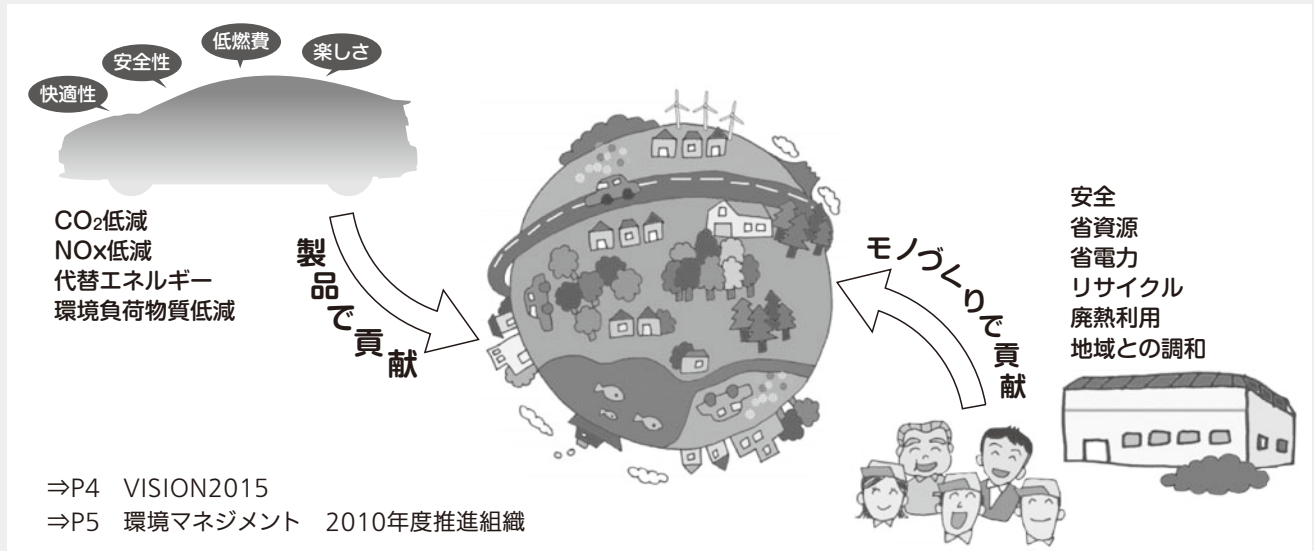 快適性
安全性
低燃費
楽しさ
CO₂低減
NOx低減
代替エネルギー
環境負荷物質低減
製品で貢献
モノづくりで貢献
安全
省資源
省電力
リサイクル
廃熱利用
地域との調和
⇒P4　VISION2015
⇒P5　環境マネジメント　2010年度推進組織